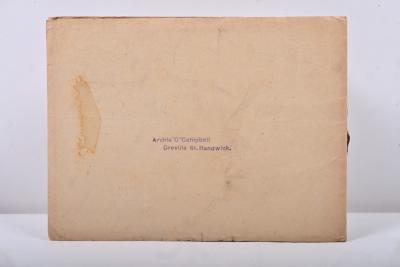 Archie O'Campbell
Greville St. Randwick.